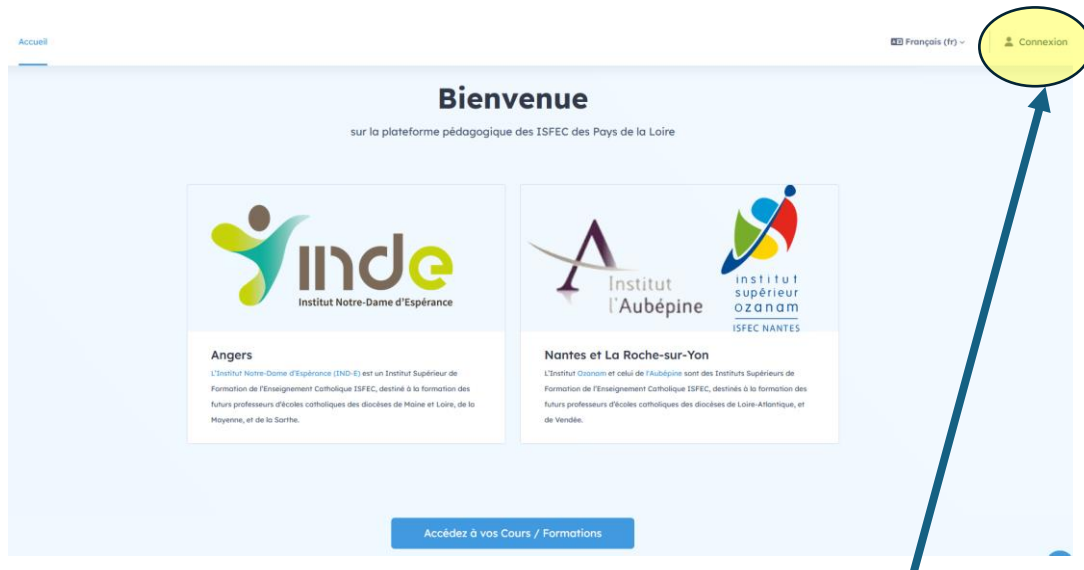 Accueil
Français (fr)
Connexion
Bienvenue
sur la plateforme pédagogique des ISFEC des Pays de la Loire
inde
Institut Notre-Dame d'Espérance
Institut
l'Aubépine
institut
supérieur
ozanam
ISFEC NANTES
Angers
L'Institut Notre-Dame d'Espérance (IND-E) est un Institut Supérieur de
Formation de l'Enseignement Catholique ISFEC, destiné à la formation des
futurs professeurs d'écoles catholiques des diocèses de Maine et Loire, de la
Mayenne, et de la Sarthe.
Nantes et La Roche-sur-Yon
L'Institut Ozanam et celui de l'Aubépine sont des Instituts Supérieurs de
Formation de l'Enseignement Catholique ISFEC, destinés à la formation des
futurs professeurs d'écoles catholiques des diocèses de Loire-Atlantique, et
de Vendée.
Accédez à vos Cours / Formations